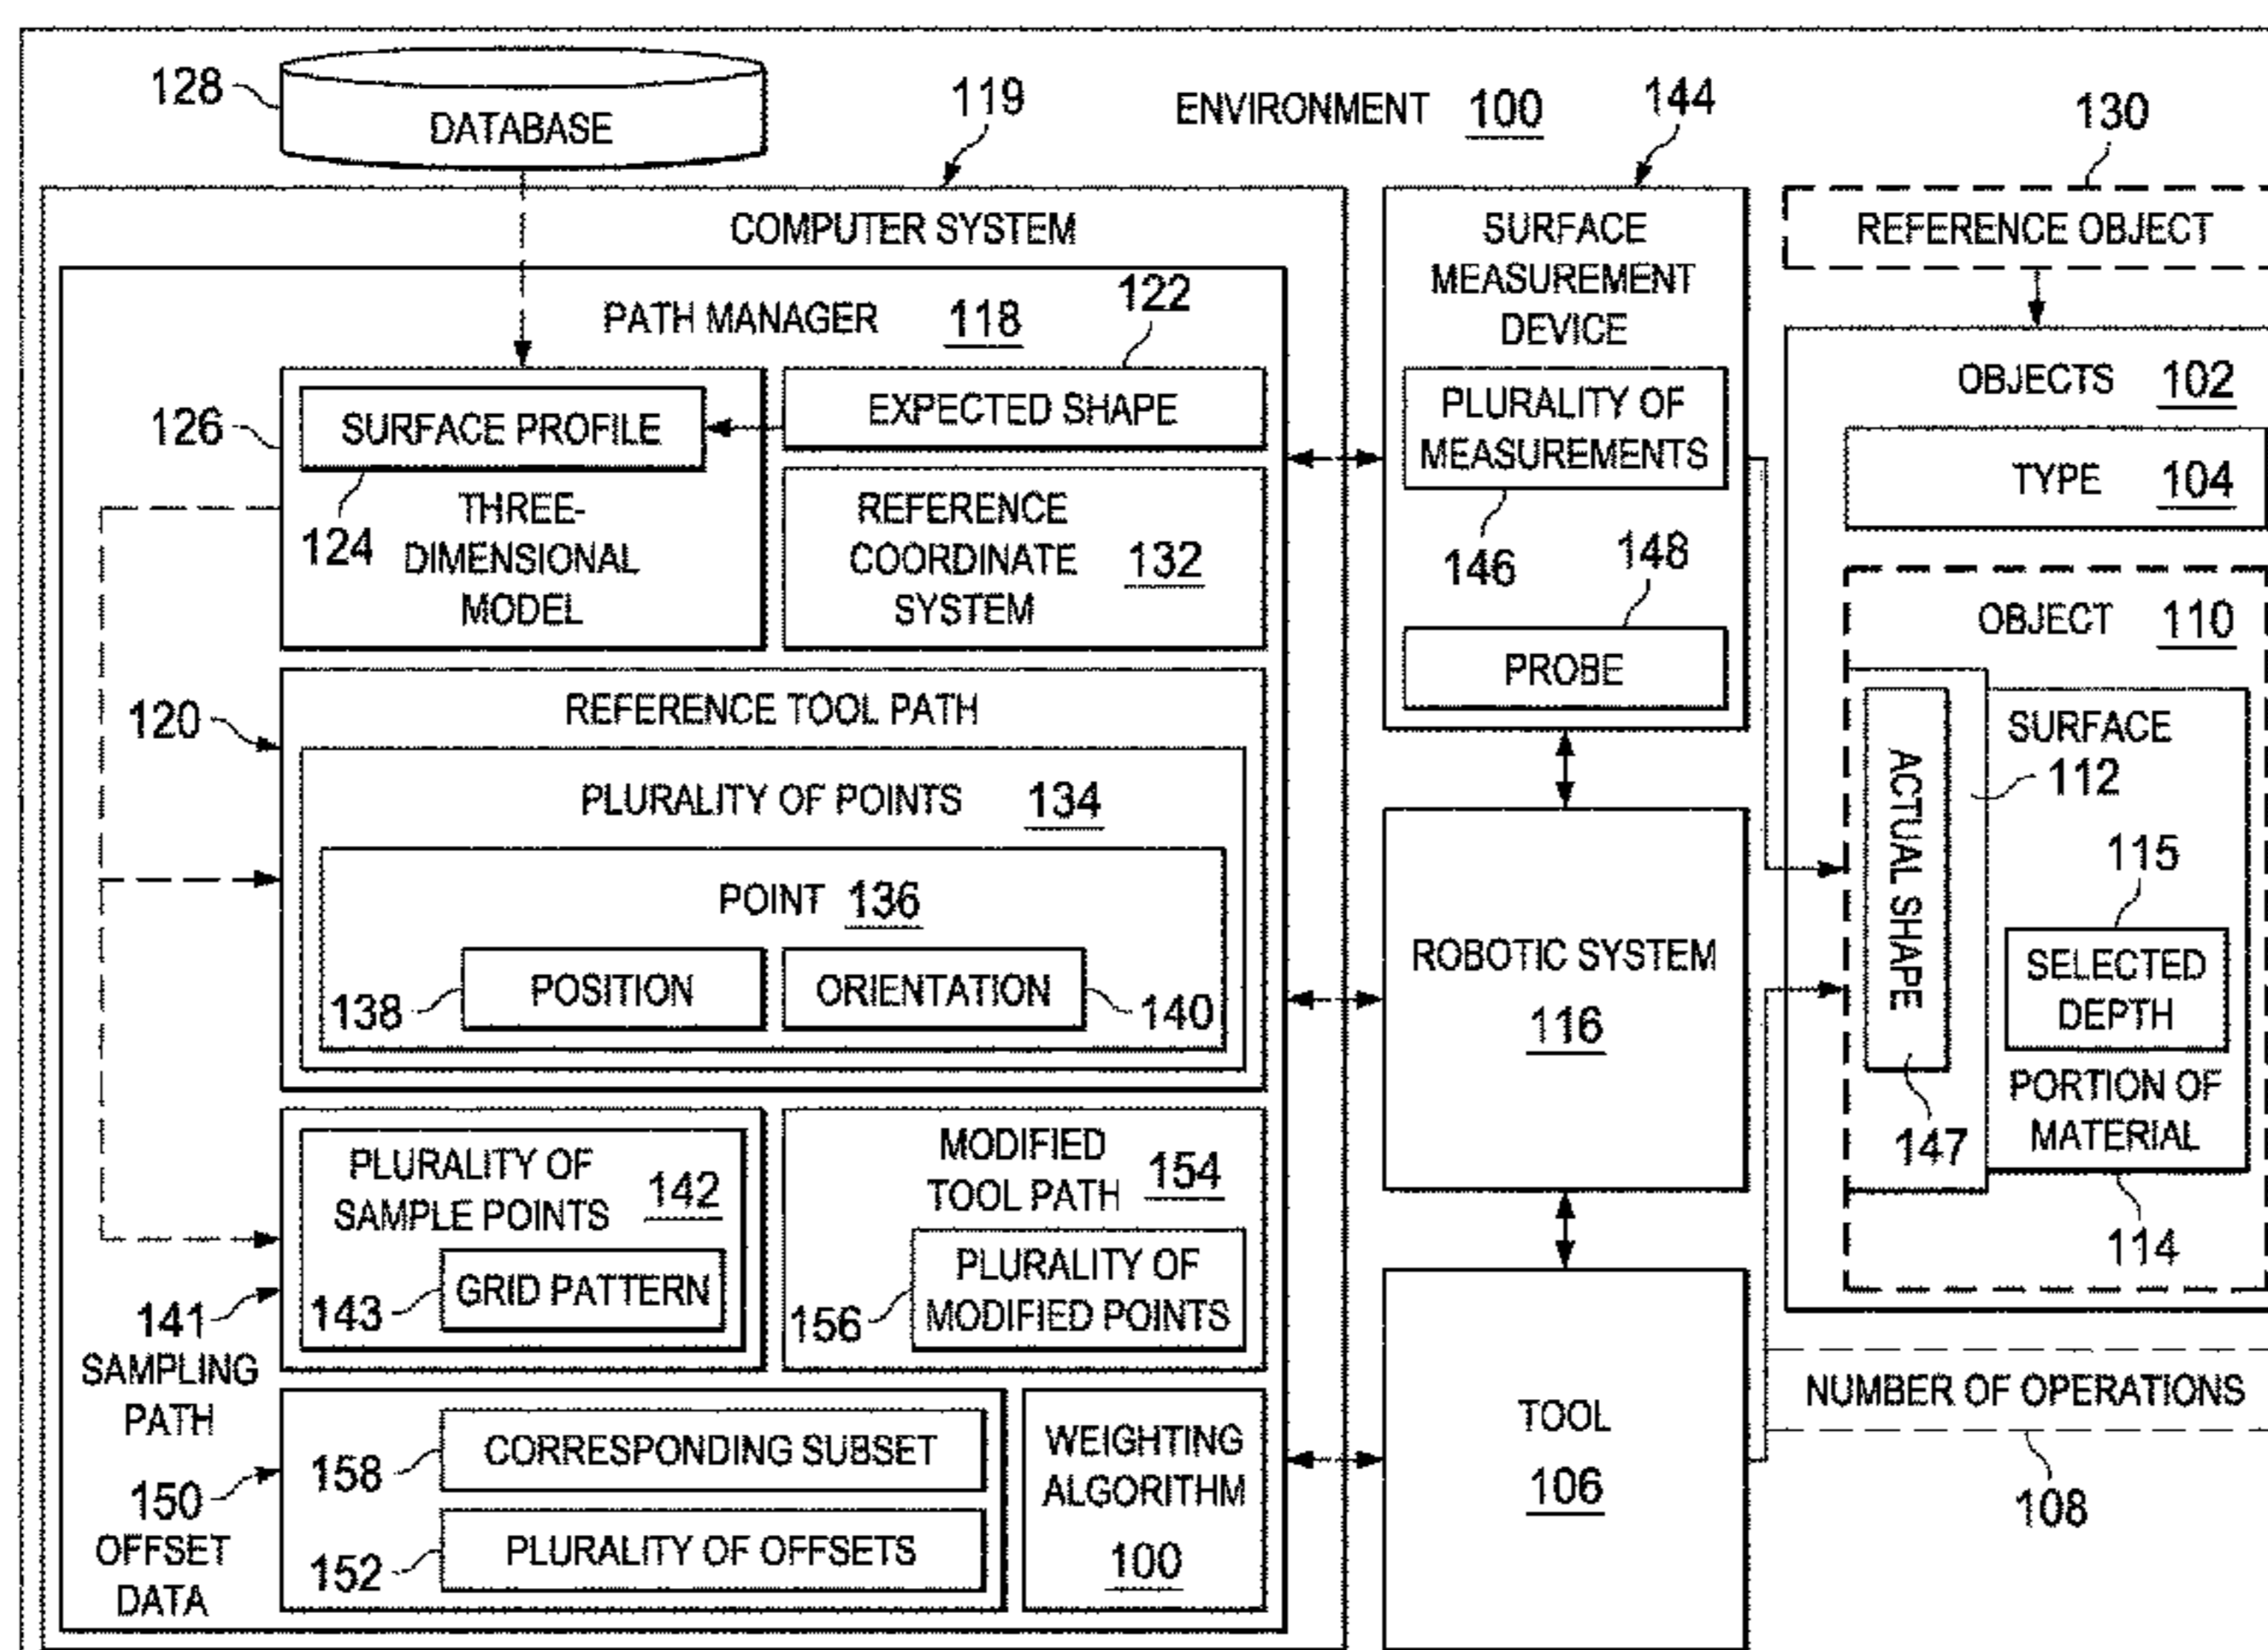 128
DATABASE
119
ENVIRONMENT 100
144
130
COMPUTER SYSTEM
PATH MANAGER 118
122
126
SURFACE PROFILE
124
THREE-
DIMENSIONAL
MODEL
EXPECTED SHAPE
REFERENCE
COORDINATE
SYSTEM
132
120
REFERENCE TOOL PATH
PLURALITY OF POINTS 134
POINT 136
138
POSITION
ORIENTATION
140
PLURALITY OF
SAMPLE POINTS
142
143
GRID PATTERN
141
SAMPLING
PATH
MODIFIED
TOOL PATH
154
156
PLURALITY OF
MODIFIED POINTS
150
OFFSET
DATA
158
CORRESPONDING SUBSET
152
PLURALITY OF OFFSETS
WEIGHTING
ALGORITHM
100
SURFACE
MEASUREMENT
DEVICE
PLURALITY OF
MEASUREMENTS
146
148
PROBE
ROBOTIC SYSTEM
116
TOOL
106
REFERENCE OBJECT
OBJECTS 102
TYPE 104
OBJECT 110
ACTUAL SHAPE
147
SURFACE
112
115
SELECTED
DEPTH
PORTION OF
MATERIAL
114
NUMBER OF OPERATIONS
108